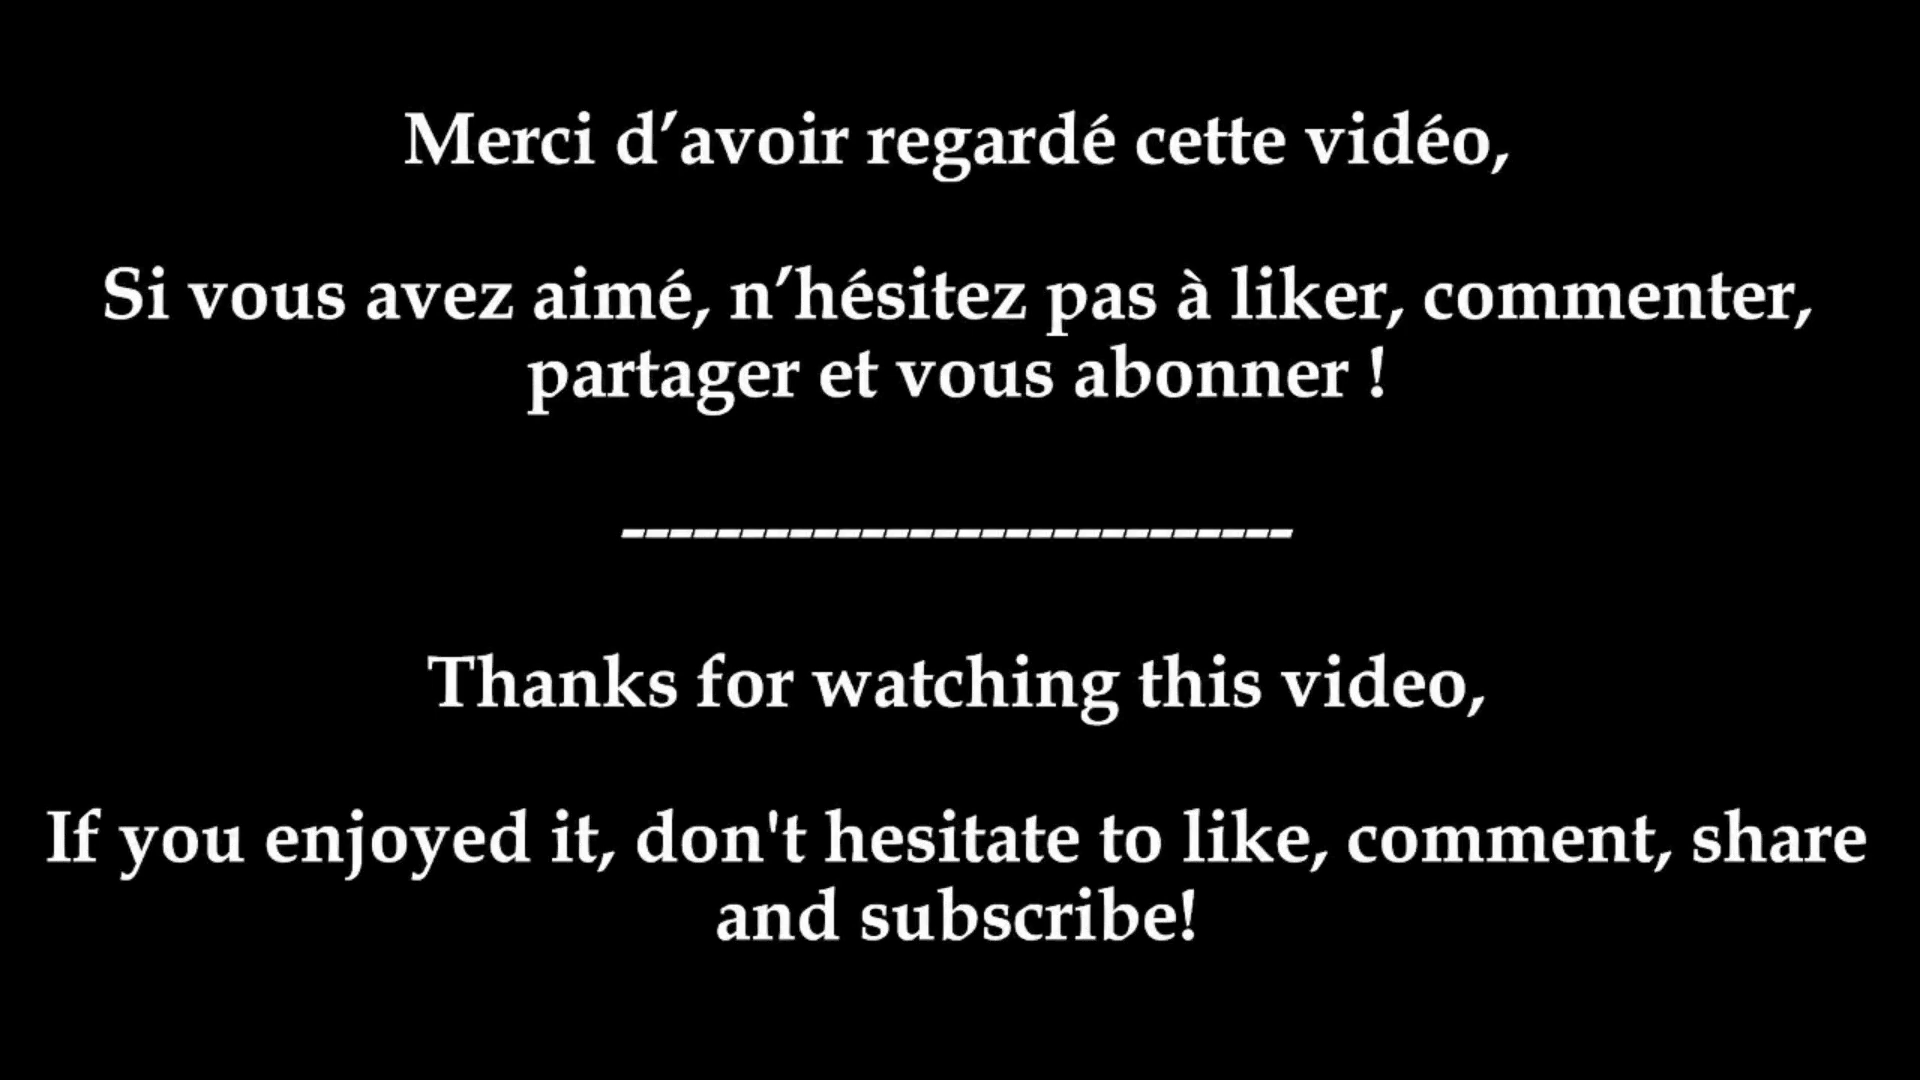 Merci d’avoir regardé cette vidéo,
Si vous avez aimé, n’hésitez pas à liker, commenter,
partager et vous abonner !
----------------------------
Thanks for watching this video,
If you enjoyed it, don't hesitate to like, comment, share
and subscribe!